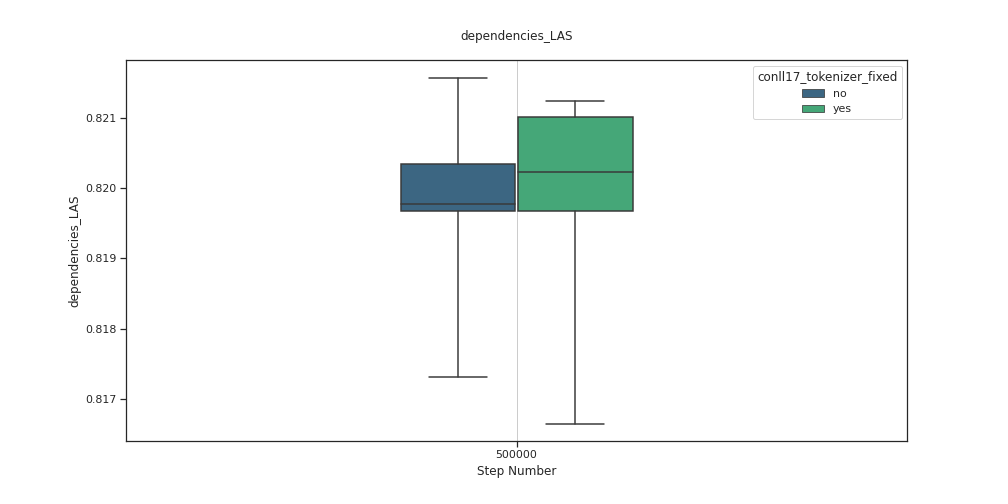 dependencies_LAS
conll17_tokenizer_fixed
no
yes
0.821
0.820
0.819
0.818
0.817
dependencies_LAS
500000
Step Number